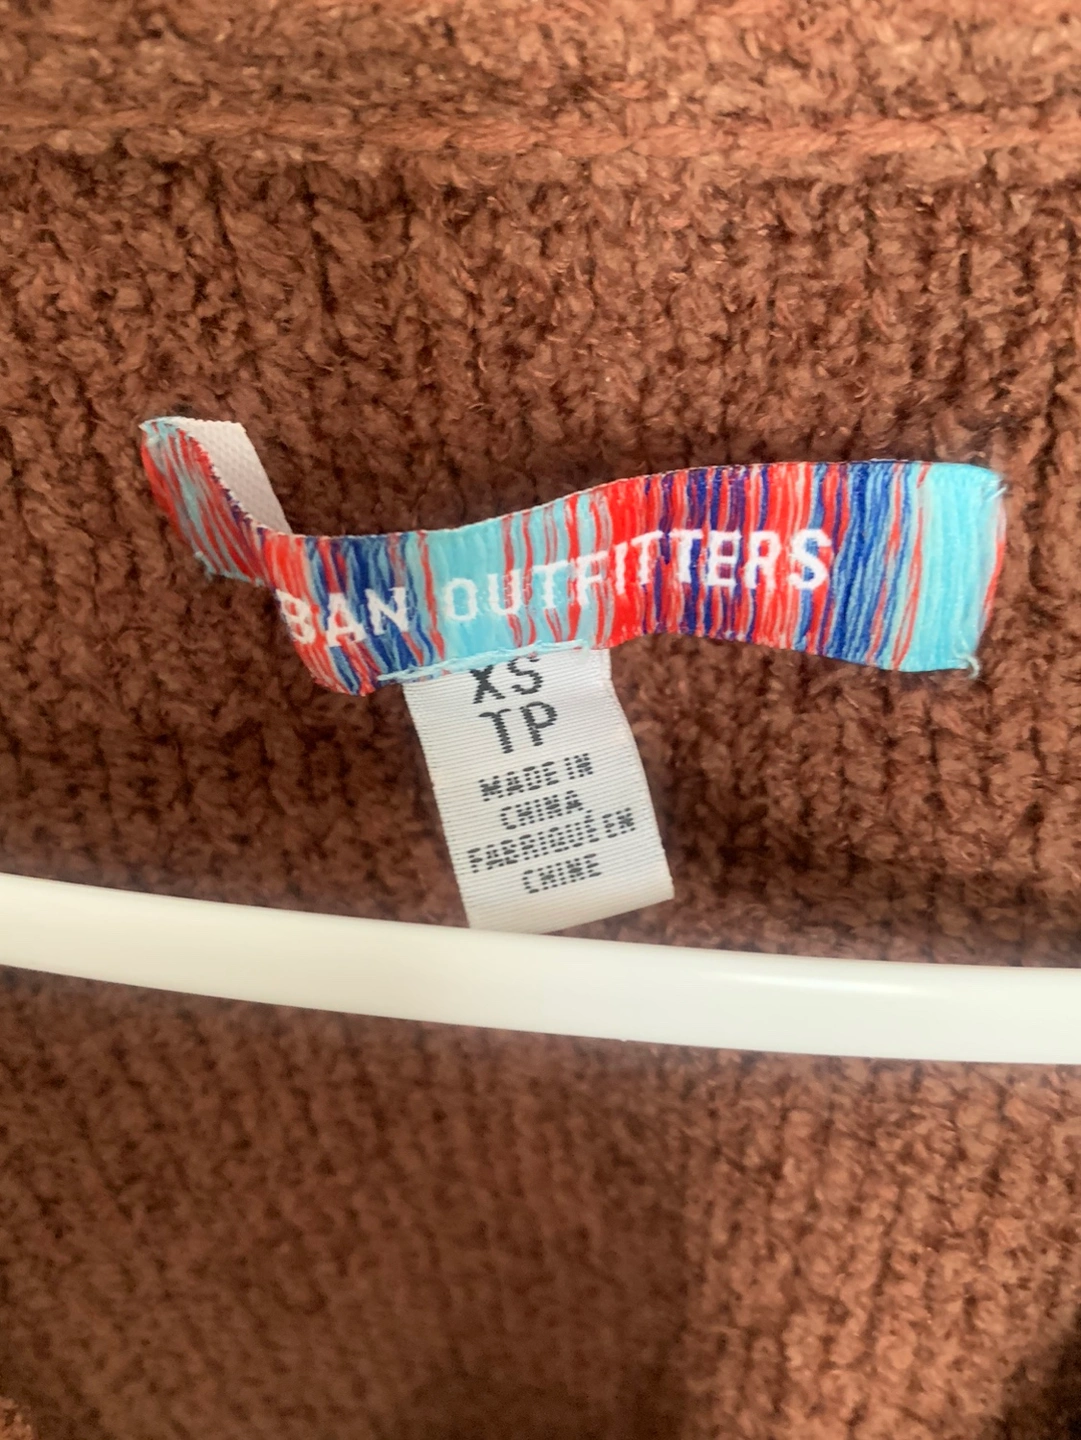 BAN OUTFITTERS
XS
TP
MADE IN
CHINA
FABRIQUÉ EN
CHINE